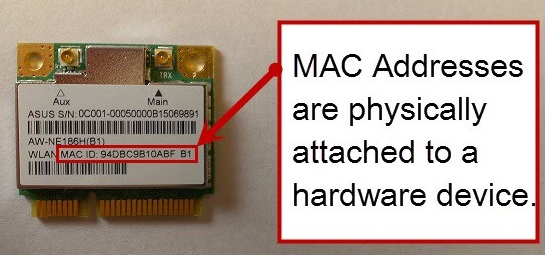 TRX
Aux
Main
ASUS S/N: 0C001-00050000B15069891
AW-NE186H(B1)
WLAN MAC ID: 94DBC9B10ABF B1
MAC Addresses
are physically
attached to a
hardware device.